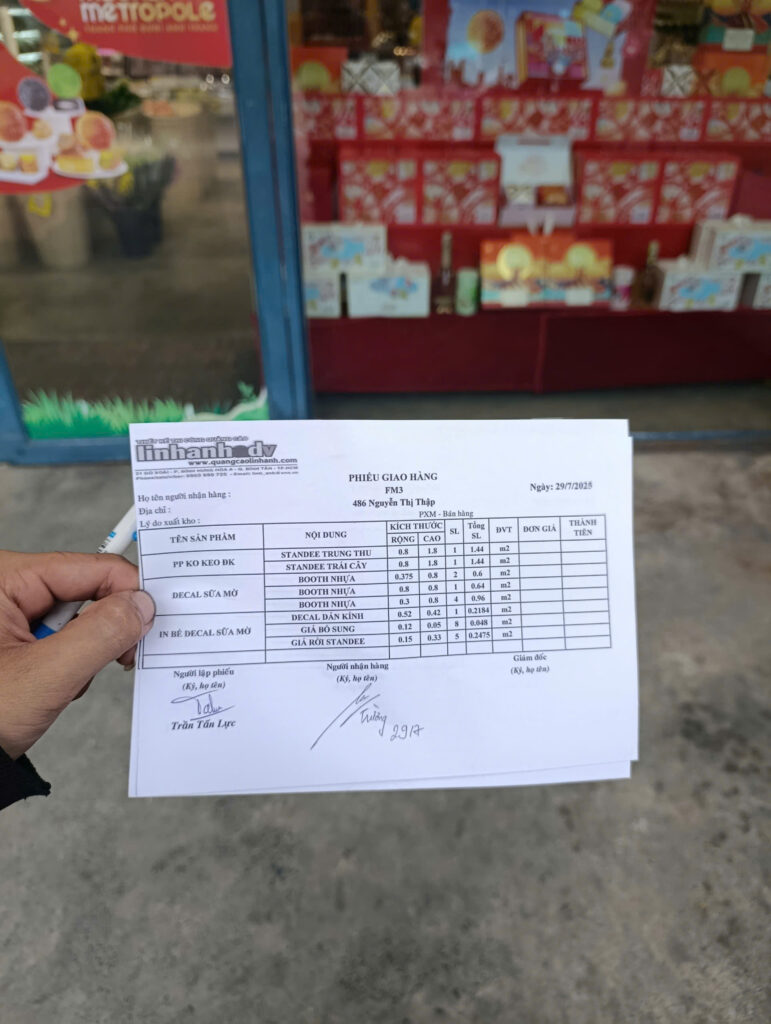 METROPOLE
THIẾT KẾ THI CÔNG QUẢNG CÁO
linhanh dv
www.quangcaolinhanh.com
PHIẾU GIAO HÀNG
FM3
486 Nguyễn Thị Thập
Ngày: 29/7/2025
Họ tên người nhận hàng :
Địa chỉ :
Lý do xuất kho :
PXM - Bán hàng
TÊN SẢN PHẨM NỘI DUNG KÍCH THƯỚC SL Tổng SL ĐVT ĐƠN GIÁ THÀNH TIỀN
RỘNG CAO
PP KO KEO ĐK STANDEE TRUNG THU 0.8 1.8 1 1.44 m2
STANDEE TRÁI CÂY 0.8 1.8 1 1.44 m2
DECAL SỮA MỜ BOOTH NHỰA 0.375 0.8 2 0.6 m2
BOOTH NHỰA 0.8 0.8 1 0.64 m2
BOOTH NHỰA 0.3 0.8 4 0.96 m2
IN BẾ DECAL SỮA MỜ DECAL DÁN KÍNH 0.52 0.42 1 0.2184 m2
GIÁ BỔ SUNG 0.12 0.05 8 0.048 m2
GIÁ RỜI STANDEE 0.15 0.33 5 0.2475 m2
Người lập phiếu Người nhận hàng Giám đốc
(Ký, họ tên) (Ký, họ tên) (Ký, họ tên)
Trần Tấn Lực
Trường
29/7